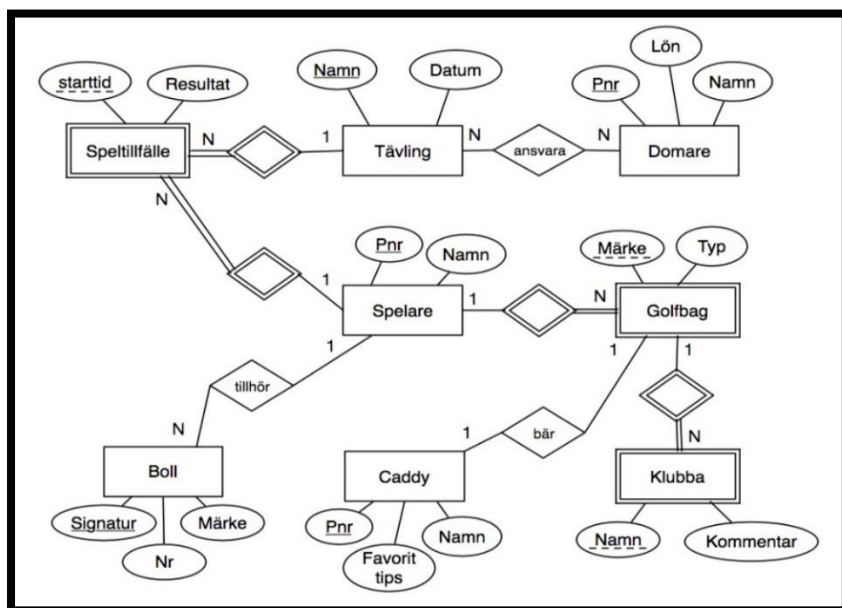 Lön
starttid
Resultat
Namn
Datum
Pnr
Namn
N
1
N
N
Speltillfälle
Tävling
ansvara
Domare
N
Pnr
Namn
Märke
Typ
1
1
N
Spelare
Golfbag
1
1
1
tillhör
N
1
bär
N
Boll
Caddy
Klubba
Signatur
Märke
Pnr
Namn
Namn
Kommentar
Nr
Favorit
tips